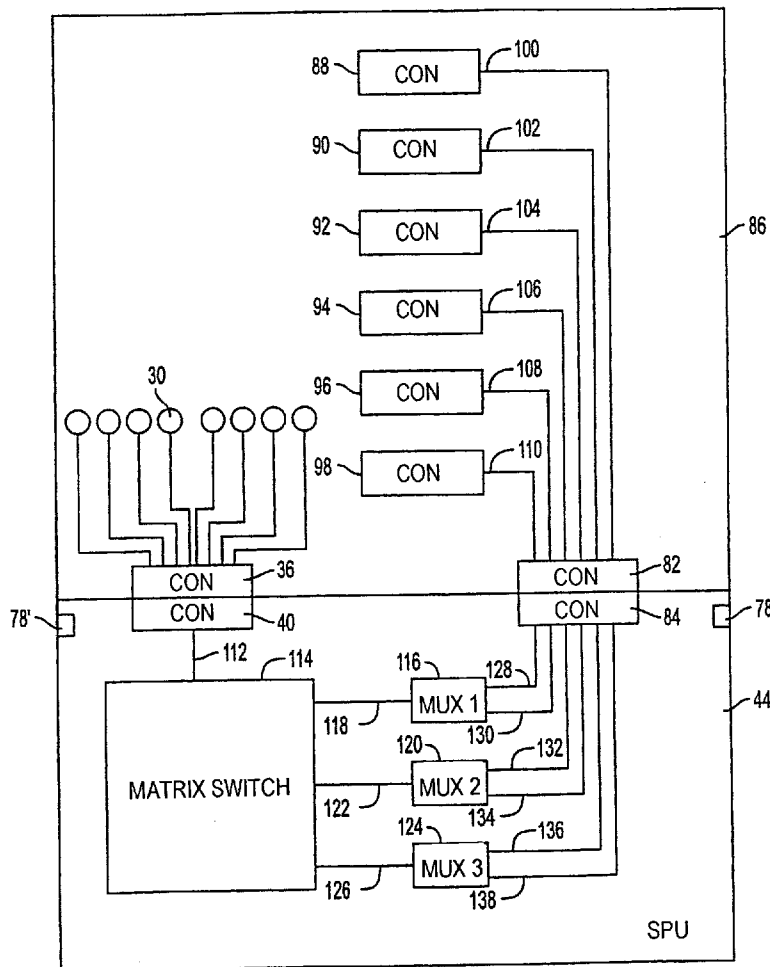 88
CON
100
90
CON
102
92
CON
104
86
94
CON
106
30
96
CON
108
98
CON
110
CON
36
CON
82
78'
CON
40
CON
84
78
112
114
116
128
44
MUX 1
118
130
120
132
MATRIX SWITCH
MUX 2
122
134
124
136
MUX 3
126
138
SPU